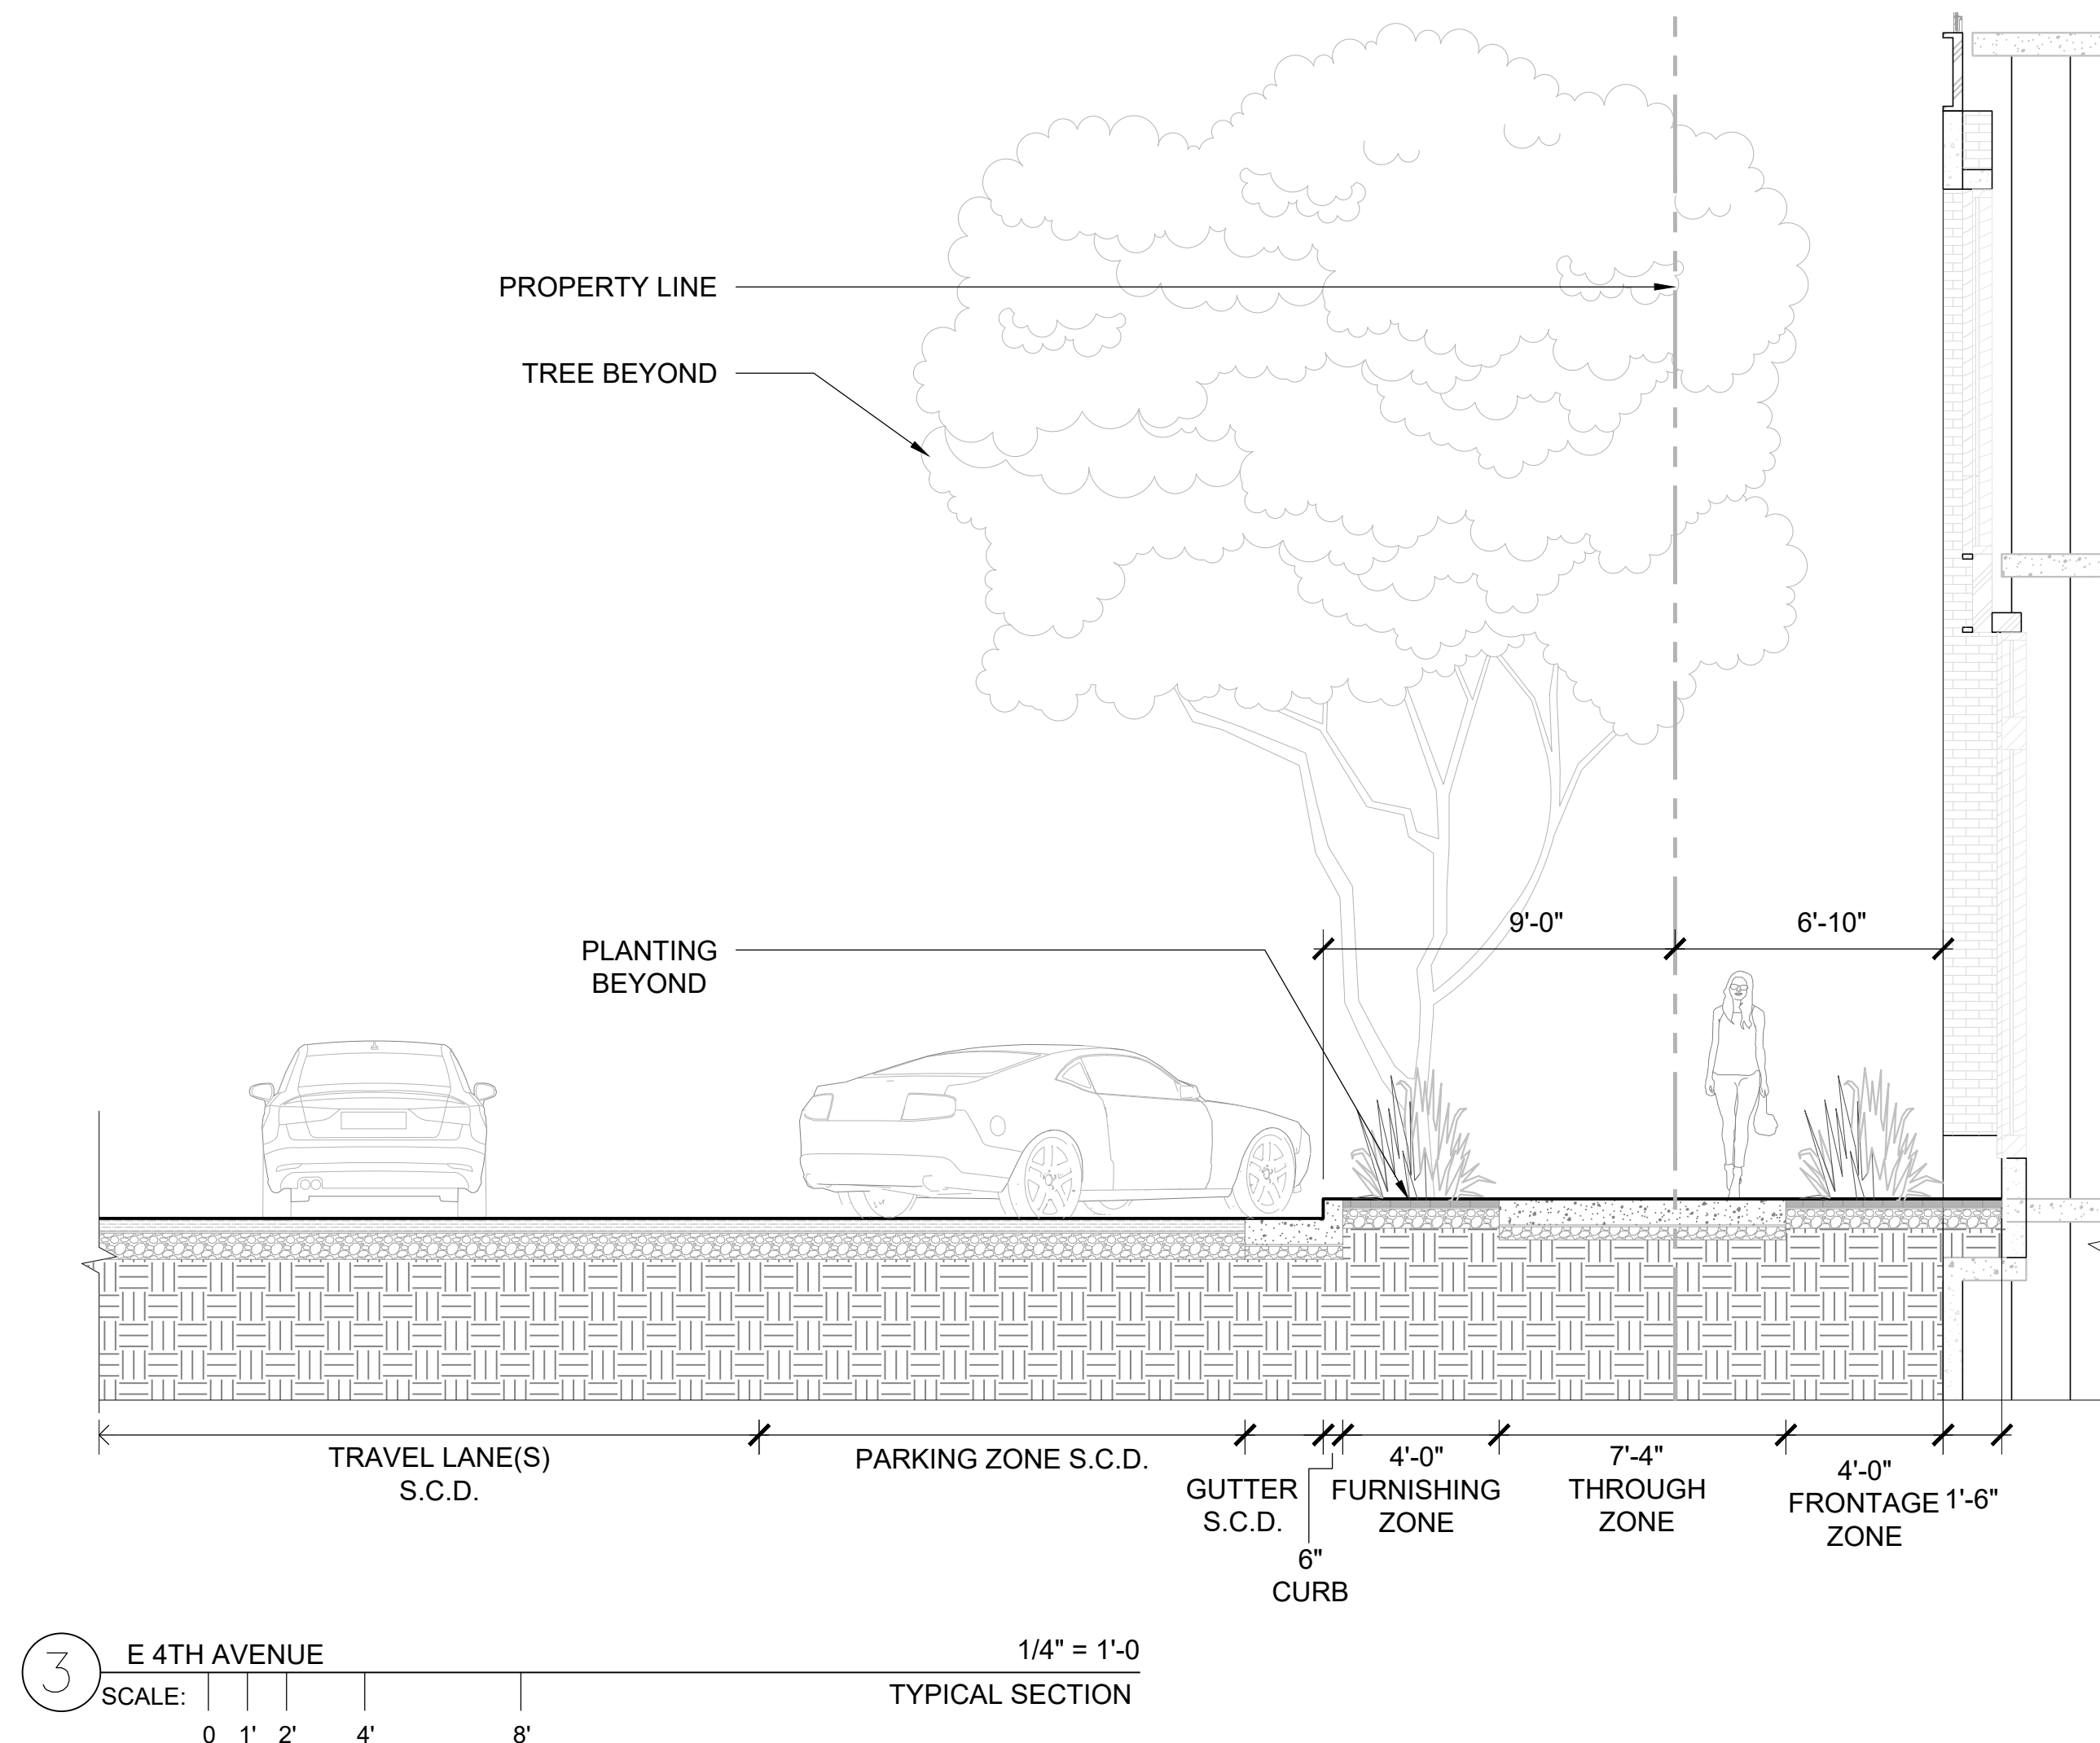 PROPERTY LINE
TREE BEYOND
9'-0"
6'-10"
PLANTING
BEYOND
TRAVEL LANE(S)
S.C.D.
PARKING ZONE S.C.D.
GUTTER
S.C.D.
6"
CURB
4'-0"
FURNISHING
ZONE
7'-4"
THROUGH
ZONE
4'-0"
FRONTAGE
ZONE
1'-6"
3
E 4TH AVENUE
1/4" = 1'-0
SCALE:
TYPICAL SECTION
0 1' 2' 4' 8'